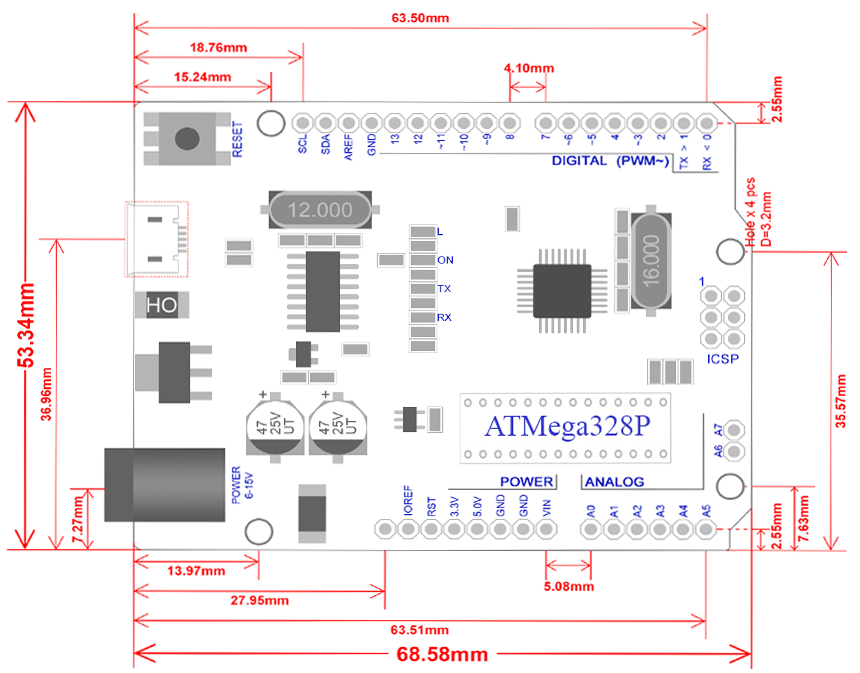 63.50mm
18.76mm
15.24mm
4.10mm
2.55mm
RESET
SCL
SDA
AREF
GND
13
12
~11
~10
~9
8
7
~6
~5
4
~3
2
TX > 1
RX < 0
DIGITAL (PWM~)
Hole x 4 pcs
D=3.2mm
12.000
16.000
L
ON
TX
RX
1
ICSP
HO
53.34mm
36.96mm
35.57mm
47
25V
UT
+
47
25V
UT
+
ATMega328P
A7
A6
POWER
6-15V
POWER
ANALOG
IOREF
RST
3.3V
5.0V
GND
GND
VIN
A0
A1
A2
A3
A4
A5
7.27mm
2.55mm
7.63mm
13.97mm
5.08mm
27.95mm
63.51mm
68.58mm